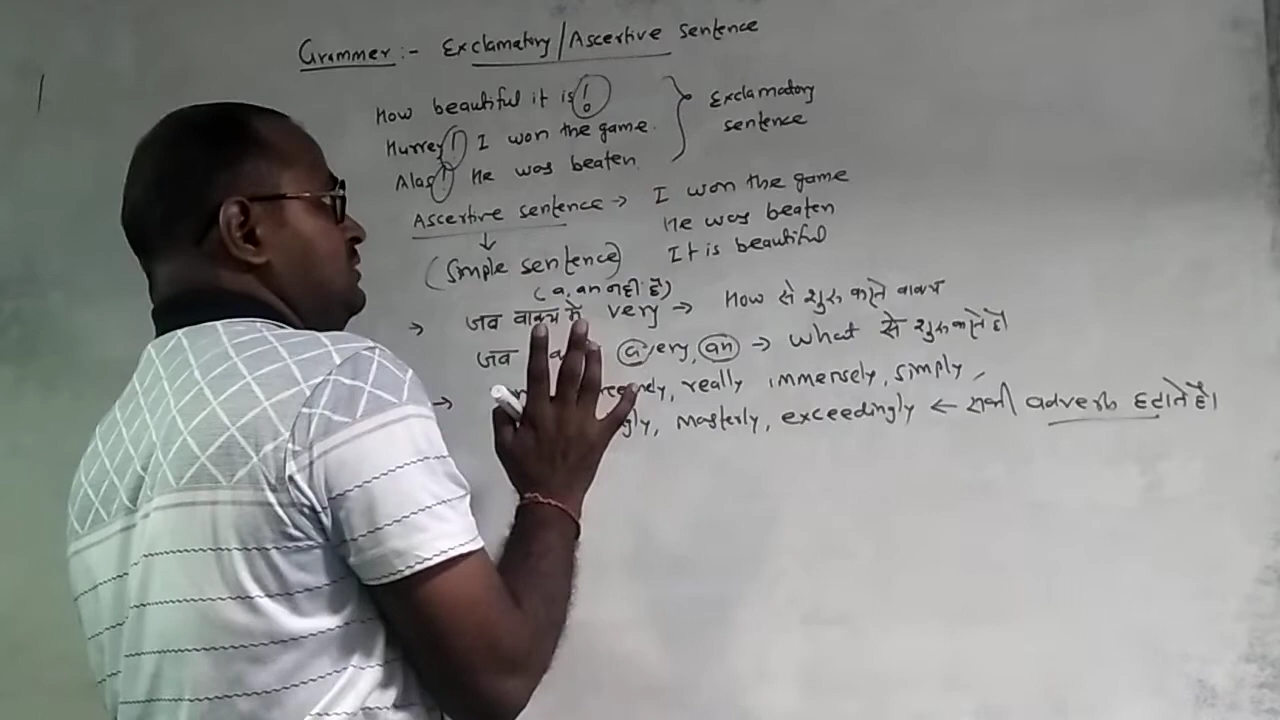 Grammer :- Exclamatory / Ascertive sentence
How beautiful it is !
Hurrey ! I won the game.
Alas ! He was beaten.
Exclamatory
sentence
Ascertive sentence → I won the game
He was beaten
It is beautiful
↓
(Simple sentence)
(a, an नही है)
→ जब वाक्य मे very → How से शुरु करते वाक्य
जब a very, an → what से शुरु करते है
→ really immensely, simply,
masterly, exceedingly ← सभी adverb हटाते है।